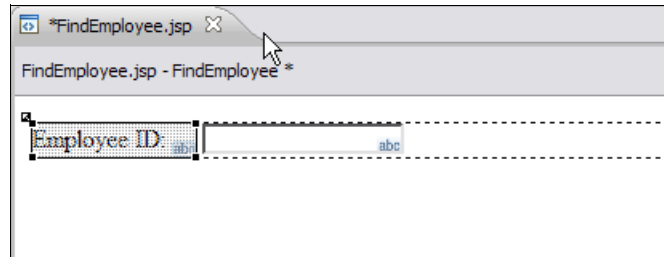 *FindEmployee.jsp
FindEmployee.jsp - FindEmployee *
Employee ID: abc abc